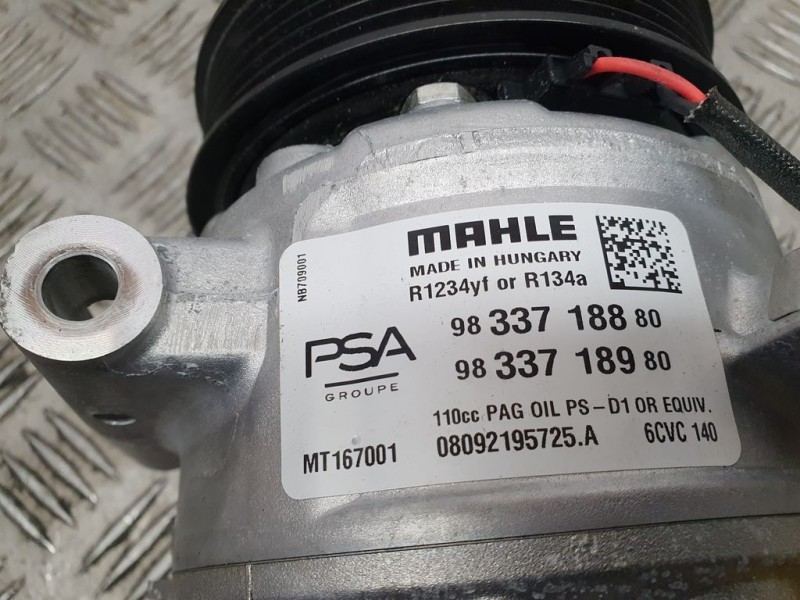 MAHLE
MADE IN HUNGARY
R1234yf or R134a
NB709001
98 337 188 80
98 337 189 80
PSA
GROUPE
110cc PAG OIL PS-D1 OR EQUIV.
MT167001 08092195725.A 6CVC 140